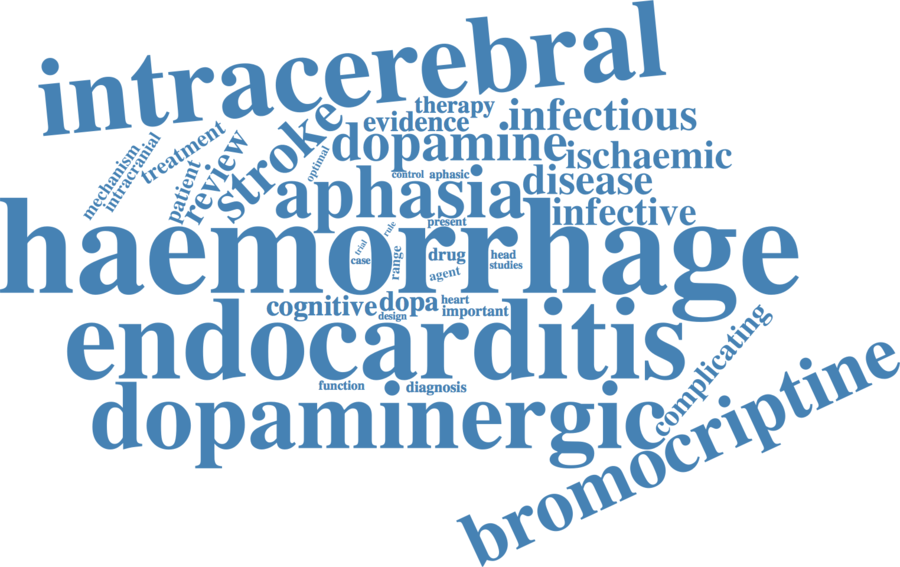 intracerebral
therapy
infectious
evidence
stroke
dopamine
mechanism
intracranial
treatment
review
patient
optimal
ischaemic
control
aphasic
disease
aphasia
infective
present
haemorrhage
rule
trial
case
range
drug
agent
head
studies
cognitive
dopa
heart
important
design
endocarditis
complicating
function
diagnosis
dopaminergic
bromocriptine